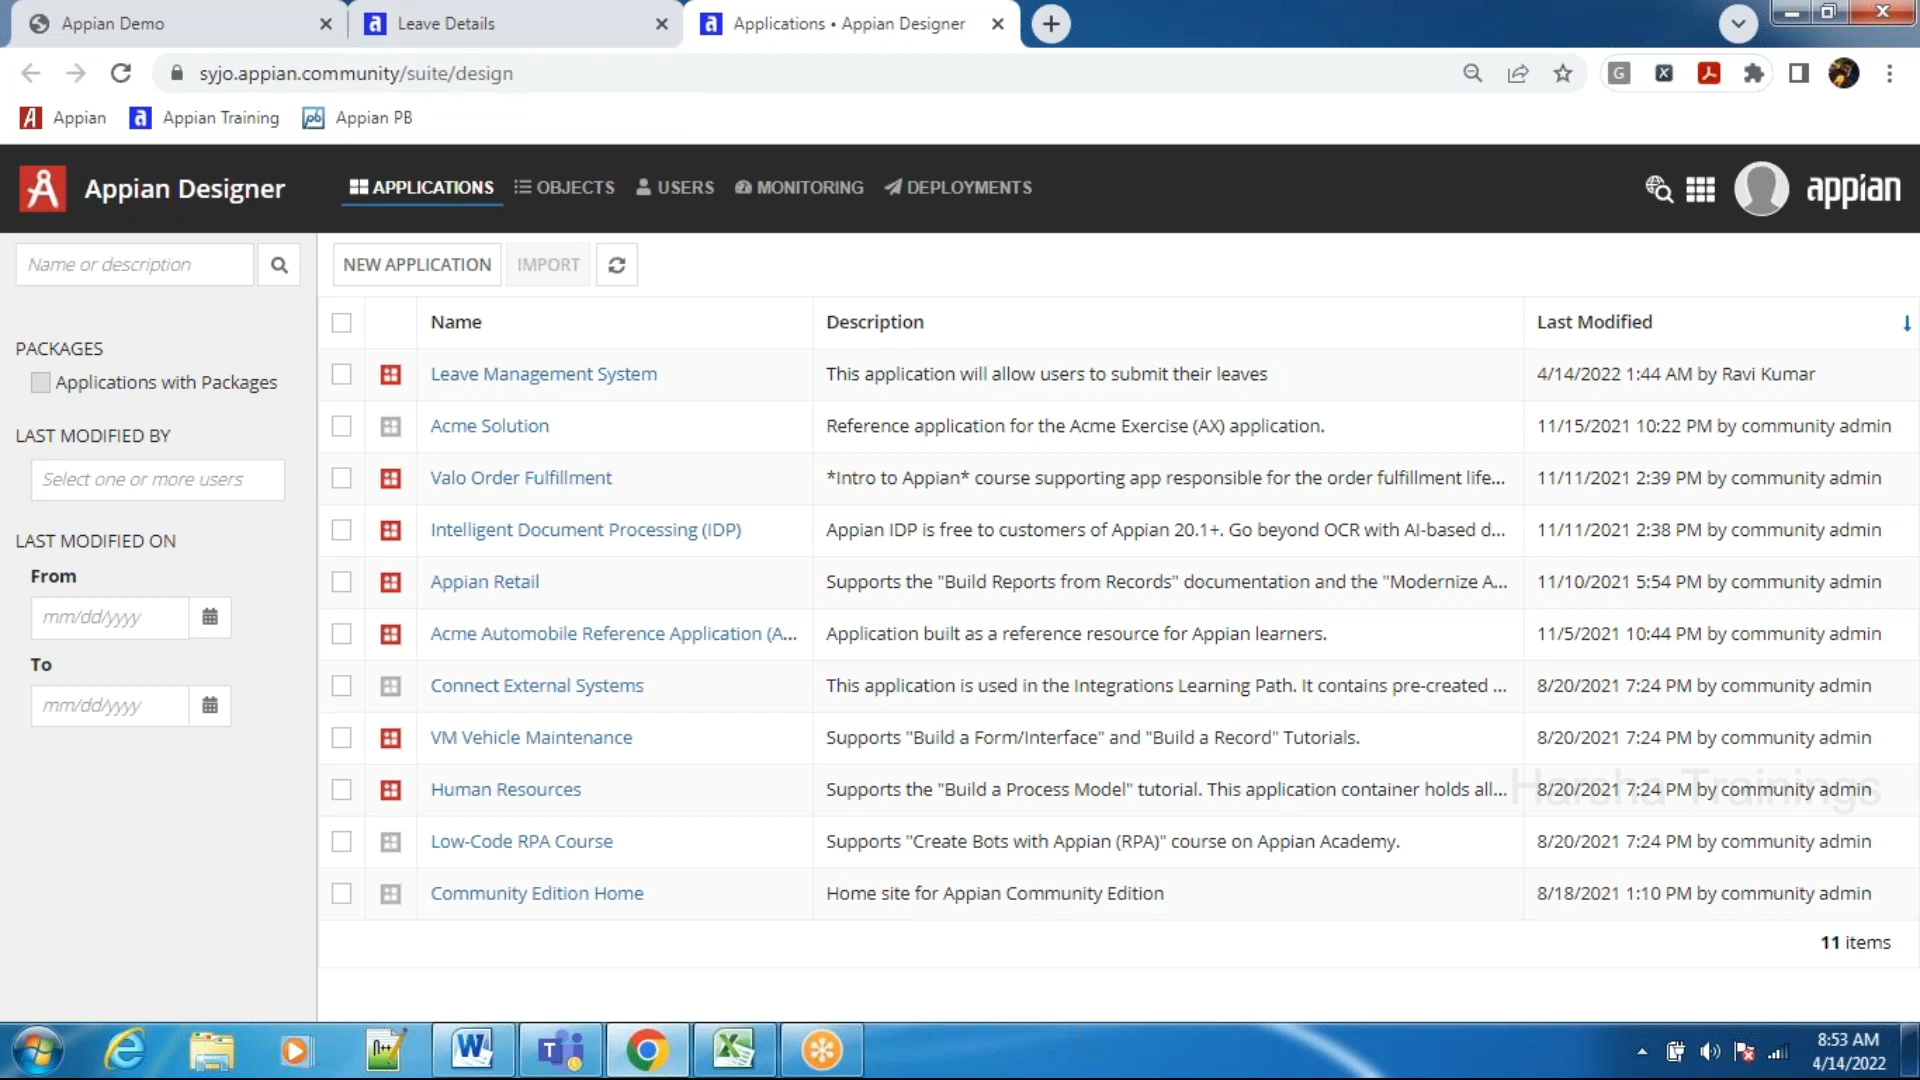 Appian Demo
Leave Details
Applications • Appian Designer
syjo.appian.community/suite/design
Appian
Appian Training
Appian PB
Appian Designer
APPLICATIONS
OBJECTS
USERS
MONITORING
DEPLOYMENTS
appian
Name or description
NEW APPLICATION
IMPORT
PACKAGES
Applications with Packages
LAST MODIFIED BY
Select one or more users
LAST MODIFIED ON
From
mm/dd/yyyy
To
mm/dd/yyyy
Name Description Last Modified
Leave Management System This application will allow users to submit their leaves 4/14/2022 1:44 AM by Ravi Kumar
Acme Solution Reference application for the Acme Exercise (AX) application. 11/15/2021 10:22 PM by community admin
Valo Order Fulfillment *Intro to Appian* course supporting app responsible for the order fulfillment life... 11/11/2021 2:39 PM by community admin
Intelligent Document Processing (IDP) Appian IDP is free to customers of Appian 20.1+. Go beyond OCR with AI-based d... 11/11/2021 2:38 PM by community admin
Appian Retail Supports the "Build Reports from Records" documentation and the "Modernize A... 11/10/2021 5:54 PM by community admin
Acme Automobile Reference Application (A... Application built as a reference resource for Appian learners. 11/5/2021 10:44 PM by community admin
Connect External Systems This application is used in the Integrations Learning Path. It contains pre-created ... 8/20/2021 7:24 PM by community admin
VM Vehicle Maintenance Supports "Build a Form/Interface" and "Build a Record" Tutorials. 8/20/2021 7:24 PM by community admin
Human Resources Supports the "Build a Process Model" tutorial. This application container holds all... 8/20/2021 7:24 PM by community admin
Harsha Trainings
Low-Code RPA Course Supports "Create Bots with Appian (RPA)" course on Appian Academy. 8/20/2021 7:24 PM by community admin
Community Edition Home Home site for Appian Community Edition 8/18/2021 1:10 PM by community admin
11 items
8:53 AM
4/14/2022